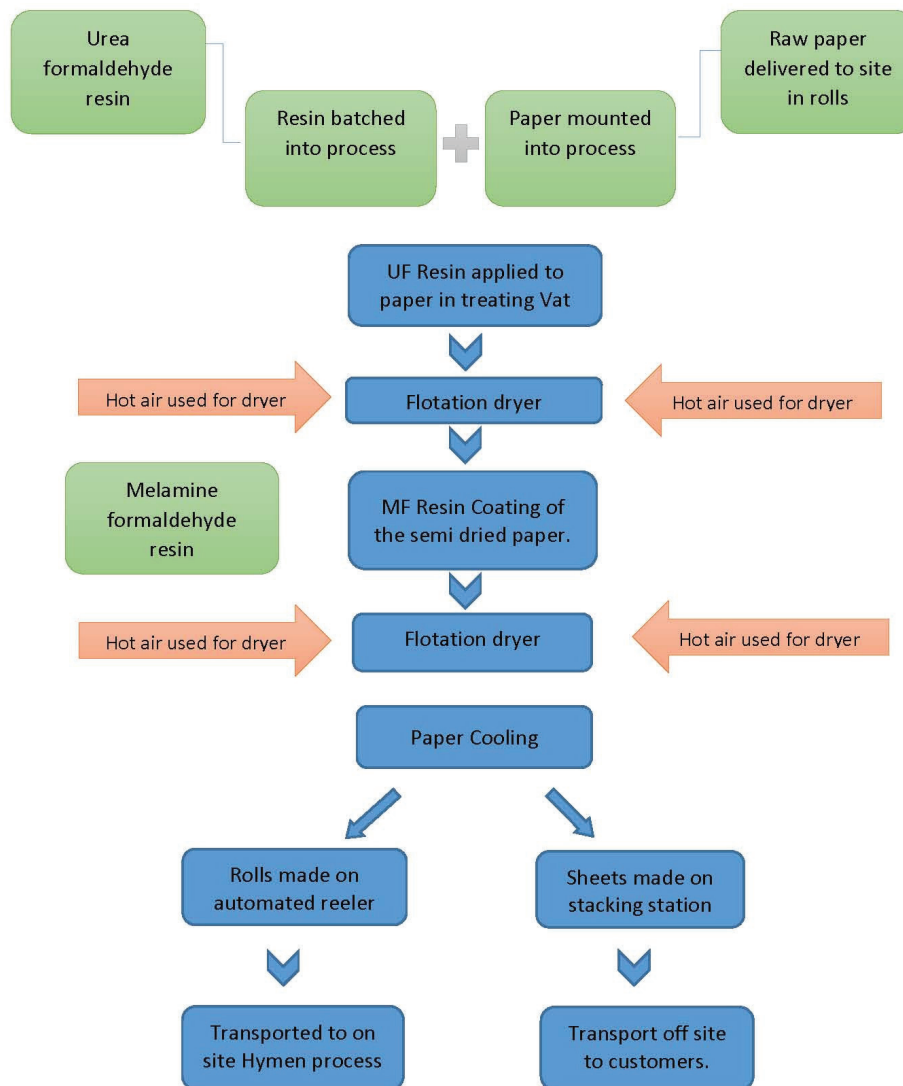 Urea
formaldehyde
resin
Raw paper
delivered to site
in rolls
Resin batched
into process
Paper mounted
into process
UF Resin applied to
paper in treating Vat
Hot air used for dryer
Flotation dryer
Hot air used for dryer
Melamine
formaldehyde
resin
MF Resin Coating of
the semi dried paper.
Hot air used for dryer
Flotation dryer
Hot air used for dryer
Paper Cooling
Rolls made on
automated reeler
Sheets made on
stacking station
Transported to on
site Hymen process
Transport off site
to customers.